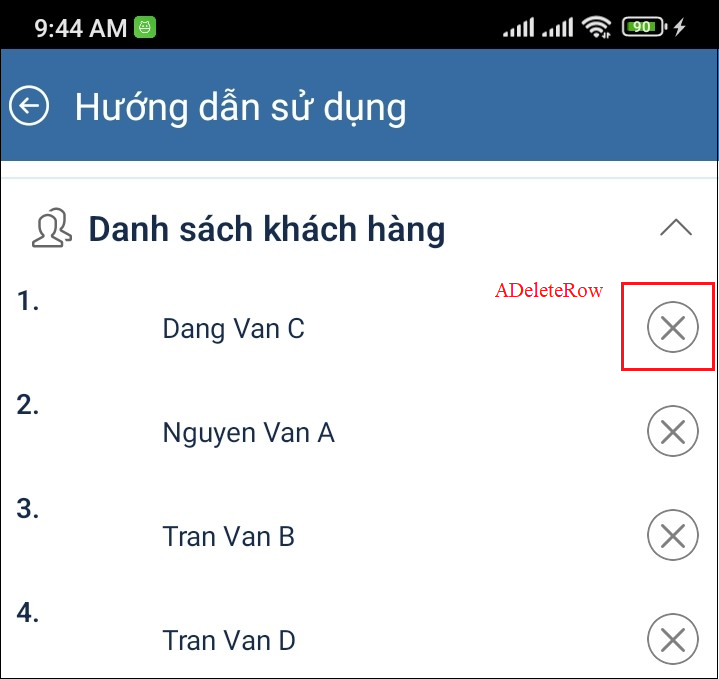 9:44 AM 90
Hướng dẫn sử dụng
Danh sách khách hàng
ADeleteRow
1.
Dang Van C
2.
Nguyen Van A
3.
Tran Van B
4.
Tran Van D